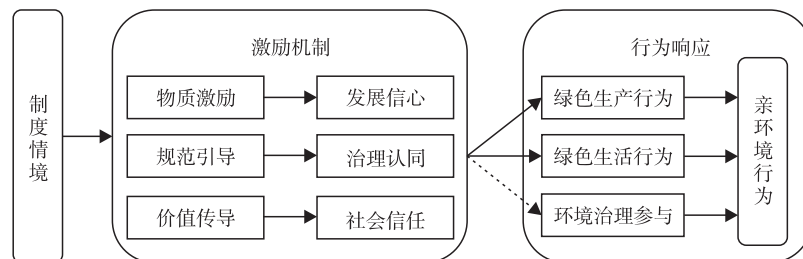 制度情境
激励机制
物质激励
发展信心
规范引导
治理认同
价值传导
社会信任
行为响应
绿色生产行为
绿色生活行为
环境治理参与
亲环境行为